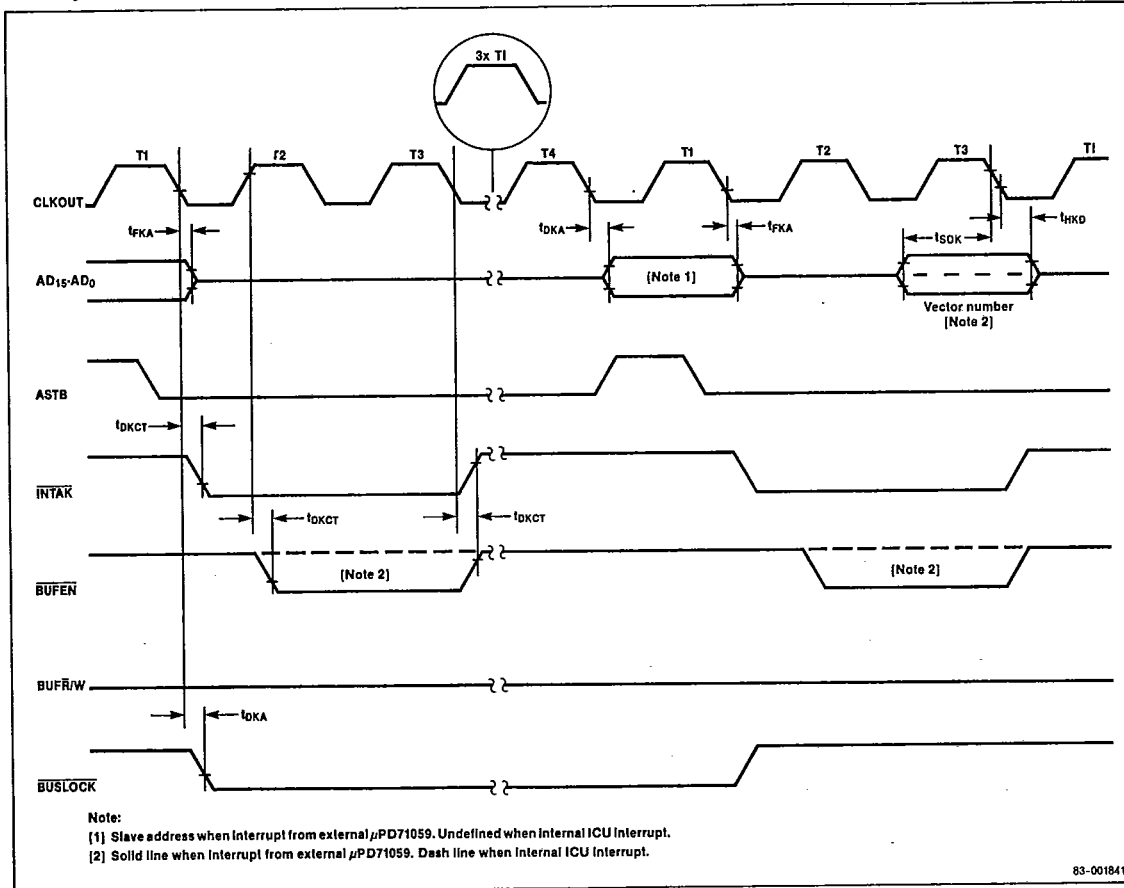 3x TI
T1 T2 T3 T4 T1 T2 T3 TI
CLKOUT
tFKA tDKA tFKA tSDK tHKD
AD15-AD0
[Note 1]
Vector number
[Note 2]
ASTB
tDKCT
INTAK
tDKCT tDKCT
BUFEN
[Note 2] [Note 2]
BUFR/W
tDKA
BUSLOCK
Note:
[1] Slave address when interrupt from external μPD71059. Undefined when internal ICU interrupt.
[2] Solid line when interrupt from external μPD71059. Dash line when internal ICU interrupt.
83-001841